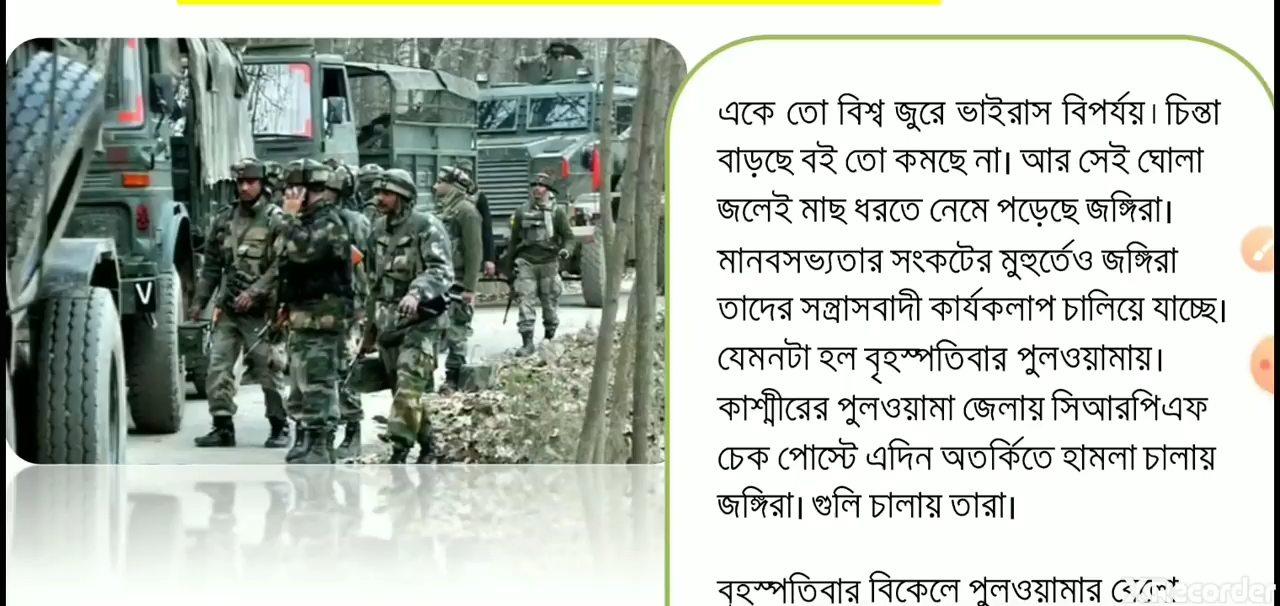 একে তো বিশ্ব জুরে ভাইরাস বিপর্যয়। চিন্তা
বাড়ছে বই তো কমছে না। আর সেই ঘোলা
জলেই মাছ ধরতে নেমে পড়েছে জঙ্গিরা।
মানবসভ্যতার সংকটের মুহুর্তেও জঙ্গিরা
তাদের সন্ত্রাসবাদী কার্যকলাপ চালিয়ে যাচ্ছে।
যেমনটা হল বৃহস্পতিবার পুলওয়ামায়।
কাশ্মীরের পুলওয়ামা জেলায় সিআরপিএফ
চেক পোস্টে এদিন অতর্কিতে হামলা চালায়
জঙ্গিরা। গুলি চালায় তারা।
বৃহস্পতিবার বিকেলে পুলওয়ামার
V